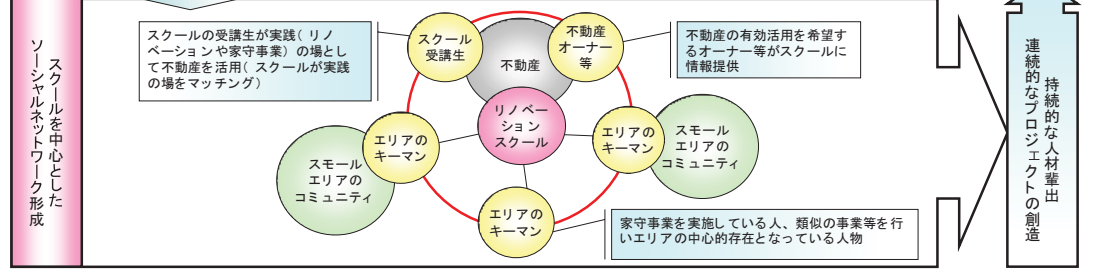 スクールを中心とした
ソーシャルネットワーク形成
スクールの受講生が実践( リノ
ベーションや家守事業) の場とし
て不動産を活用( スクールが実践
の場をマッチング)
スクール
受講生
不動産
不動産
オーナー
等
不動産の有効活用を希望す
るオーナー等がスクールに
情報提供
リノベー
ション
スクール
エリアの
キーマン
スモール
エリアの
コミュニティ
エリアの
キーマン
スモール
エリアの
コミュニティ
エリアの
キーマン
家守事業を実施している人、類似の事業等を行
いエリアの中心的存在となっている人物
持続的な人材輩出
連続的なプロジェクトの創造